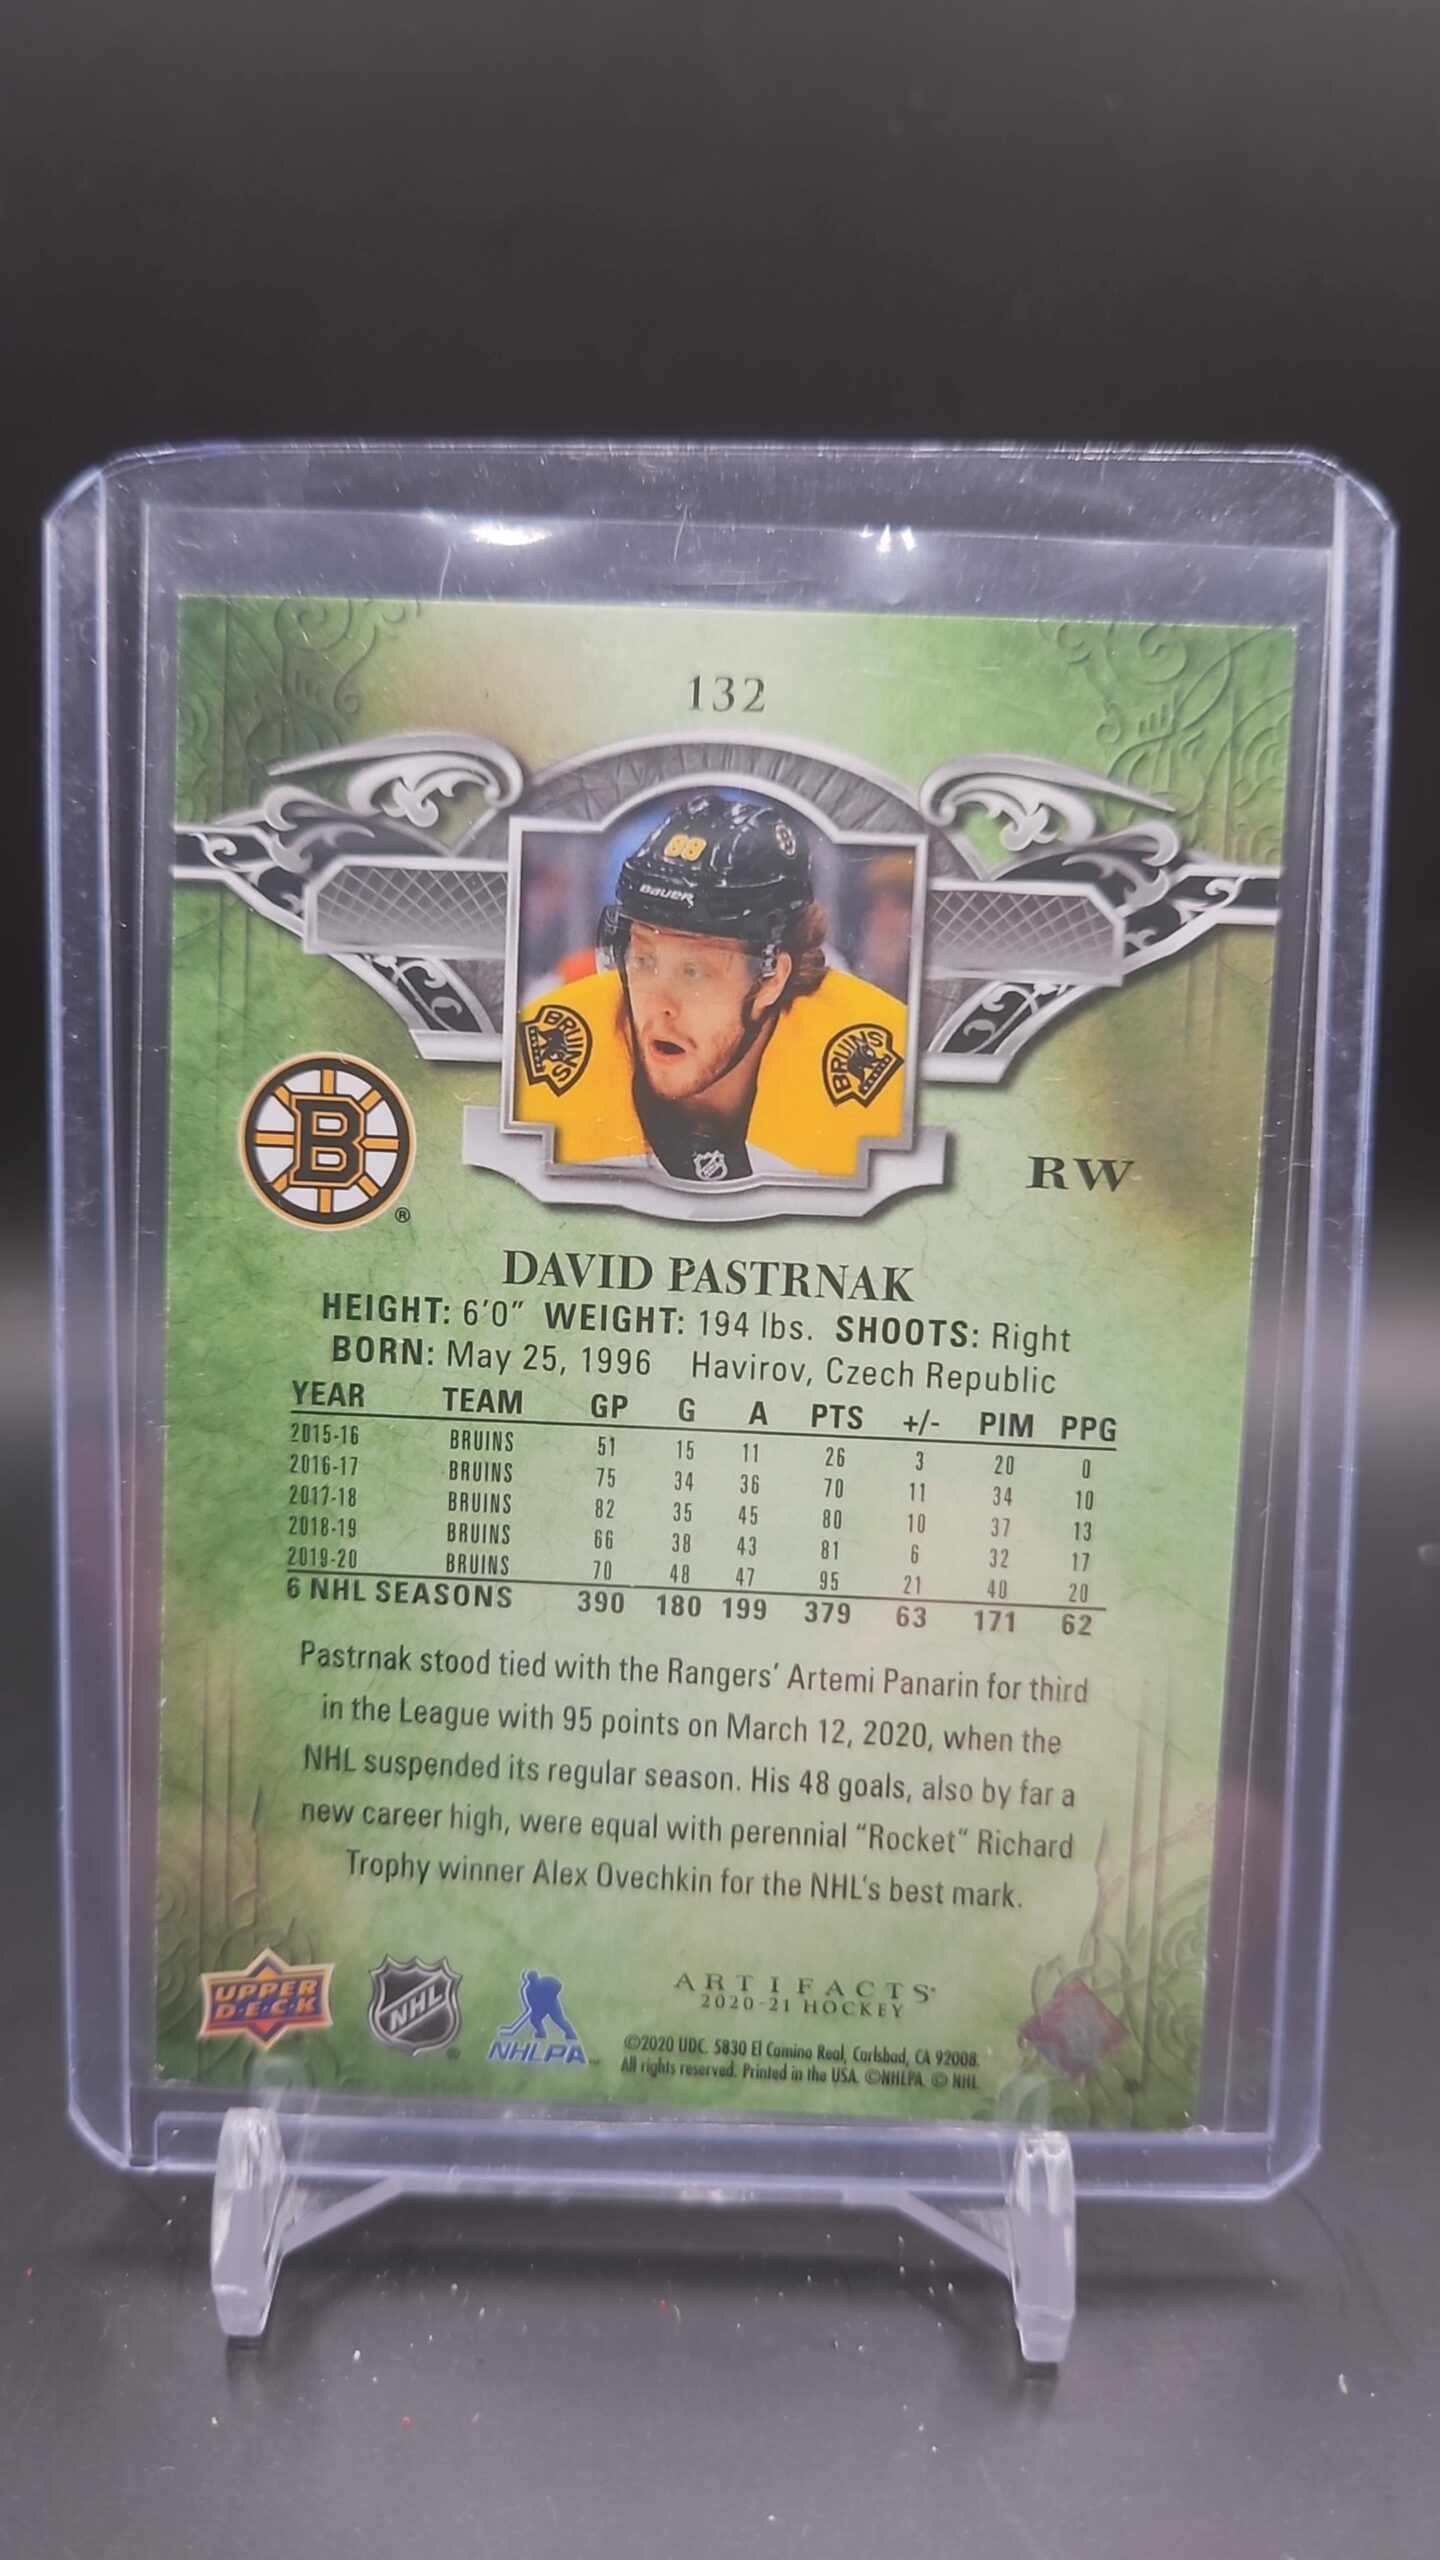 132
88
BAUER
BRUINS
BRUINS
B
®
RW
DAVID PASTRNAK
HEIGHT: 6'0" WEIGHT: 194 lbs. SHOOTS: Right
BORN: May 25, 1996 Havirov, Czech Republic
YEAR TEAM GP G A PTS +/- PIM PPG
2015-16 BRUINS 51 15 11 26 3 20 0
2016-17 BRUINS 75 34 36 70 11 34 10
2017-18 BRUINS 82 35 45 80 10 37 13
2018-19 BRUINS 66 38 43 81 6 32 17
2019-20 BRUINS 70 48 47 95 21 40 20
6 NHL SEASONS 390 180 199 379 63 171 62
Pastrnak stood tied with the Rangers' Artemi Panarin for third
in the League with 95 points on March 12, 2020, when the
NHL suspended its regular season. His 48 goals, also by far a
new career high, were equal with perennial "Rocket" Richard
Trophy winner Alex Ovechkin for the NHL's best mark.
UPPER
D·E·C·K
NHL
NHLPA™
ARTIFACTS
2020-21 HOCKEY
©2020 UDC. 5830 El Camino Real, Carlsbad, CA 92008.
All rights reserved. Printed in the USA. ©NHLPA. © NHL